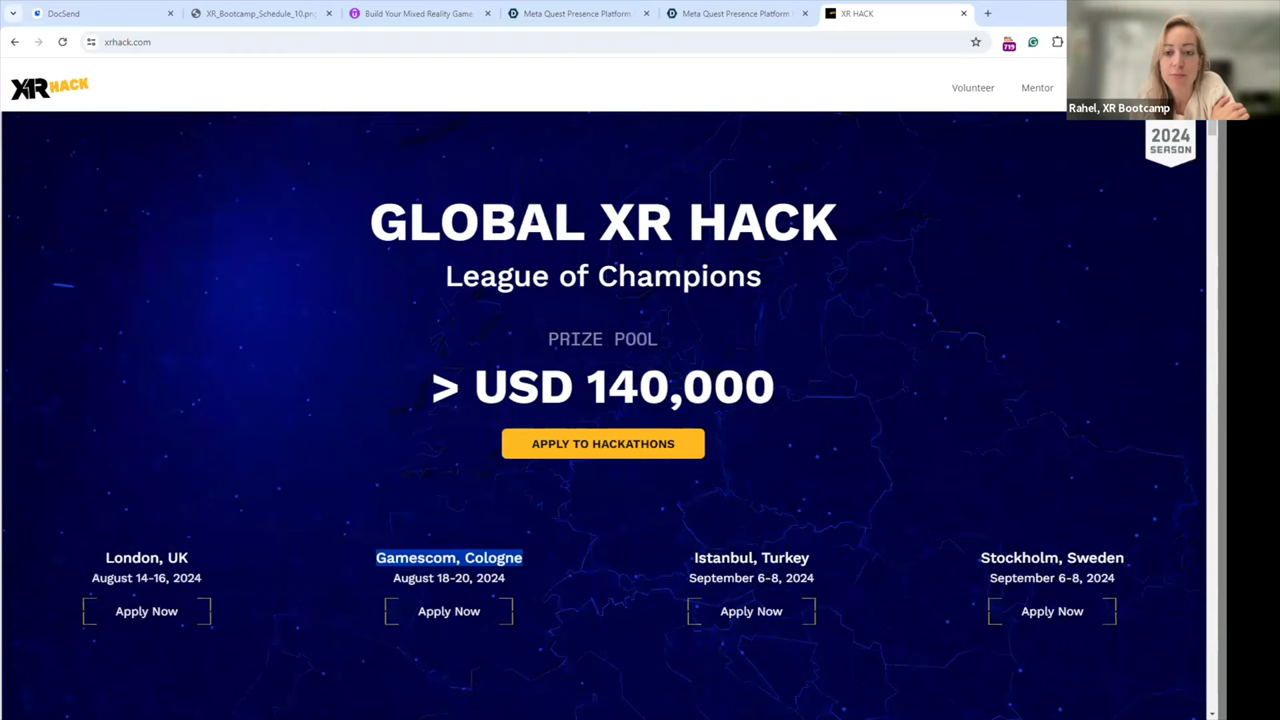 DocSend
XR_Bootcamp_Schedule_10.png
Build Your Mixed Reality Game
Meta Quest Presence Platform
Meta Quest Presence Platform
XR HACK
xrhack.com
719
Rahel, XR Bootcamp
XR HACK
Volunteer
Mentor
2024
SEASON
GLOBAL XR HACK
League of Champions
PRIZE POOL
> USD 140,000
APPLY TO HACKATHONS
London, UK
August 14-16, 2024
Apply Now
Gamescom, Cologne
August 18-20, 2024
Apply Now
Istanbul, Turkey
September 6-8, 2024
Apply Now
Stockholm, Sweden
September 6-8, 2024
Apply Now